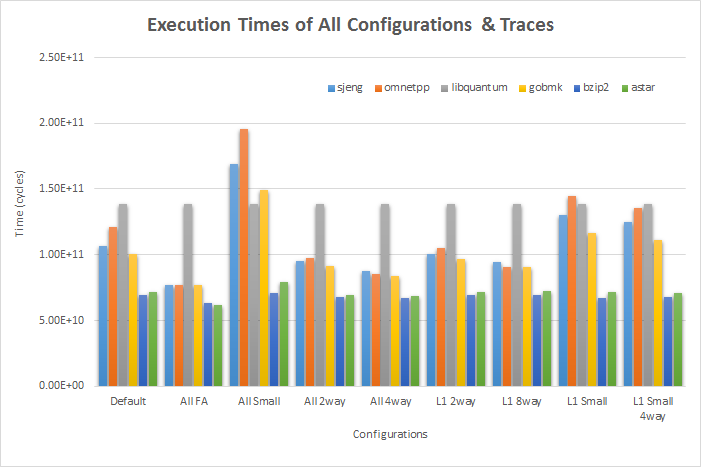 Execution Times of All Configurations & Traces
2.50E+11
sjeng omnetpp libquantum gobmk bzip2 astar
2.00E+11
1.50E+11
1.00E+11
5.00E+10
0.00E+00
Time (cycles)
Default All FA All Small All 2way All 4way L1 2way L1 8way L1 Small L1 Small
4way
Configurations